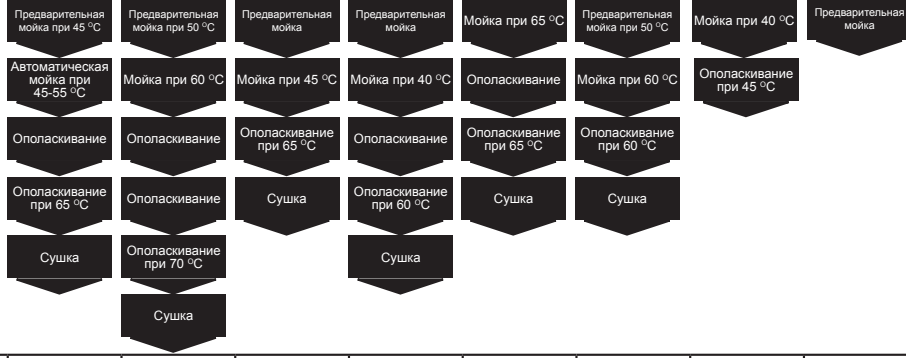 Предварительная
мойка при 45 °C
Автоматическая
мойка при
45-55 °C
Ополаскивание
Ополаскивание
при 65 °C
Сушка
Предварительная
мойка при 50 °C
Мойка при 60 °C
Ополаскивание
Ополаскивание
Ополаскивание
при 70 °C
Сушка
Предварительная
мойка
Мойка при 45 °C
Ополаскивание
при 65 °C
Сушка
Предварительная
мойка
Мойка при 40 °C
Ополаскивание
Ополаскивание
при 60 °C
Сушка
Мойка при 65 °C
Ополаскивание
Ополаскивание
при 65 °C
Сушка
Предварительная
мойка при 50 °C
Мойка при 60 °C
Ополаскивание
при 60 °C
Сушка
Мойка при 40 °C
Ополаскивание
при 45 °C
Предварительная
мойка